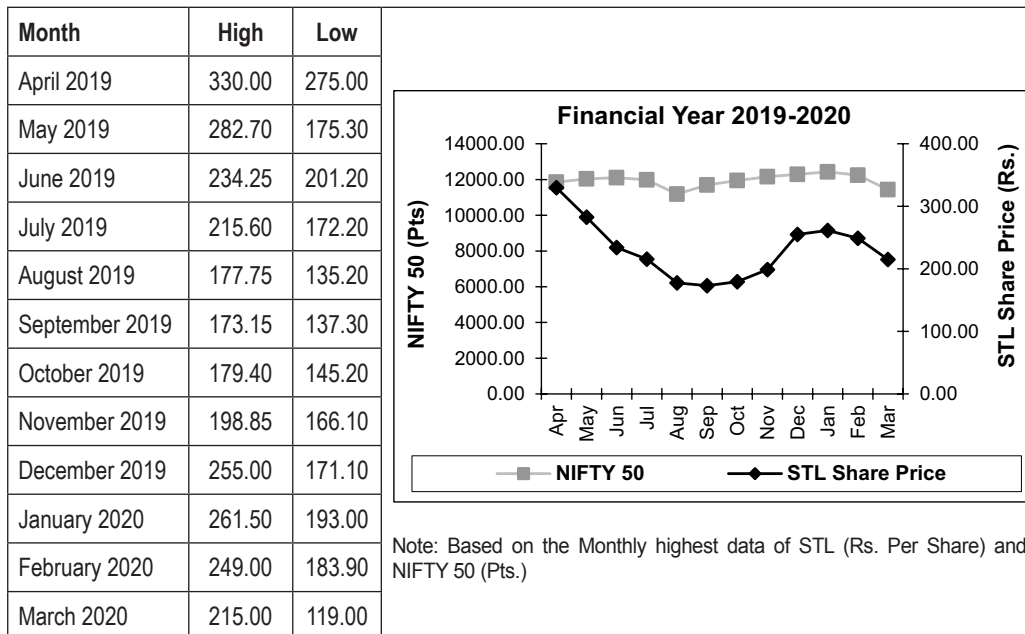 Month High Low
April 2019 330.00 275.00
May 2019 282.70 175.30
June 2019 234.25 201.20
July 2019 215.60 172.20
August 2019 177.75 135.20
September 2019 173.15 137.30
October 2019 179.40 145.20
November 2019 198.85 166.10
December 2019 255.00 171.10
January 2020 261.50 193.00
February 2020 249.00 183.90
March 2020 215.00 119.00
Financial Year 2019-2020
NIFTY 50 (Pts)
14000.00
12000.00
10000.00
8000.00
6000.00
4000.00
2000.00
0.00
400.00
300.00
200.00
100.00
0.00
STL Share Price (Rs.)
Apr May Jun Jul Aug Sep Oct Nov Dec Jan Feb Mar
NIFTY 50 STL Share Price
Note: Based on the Monthly highest data of STL (Rs. Per Share) and
NIFTY 50 (Pts.)